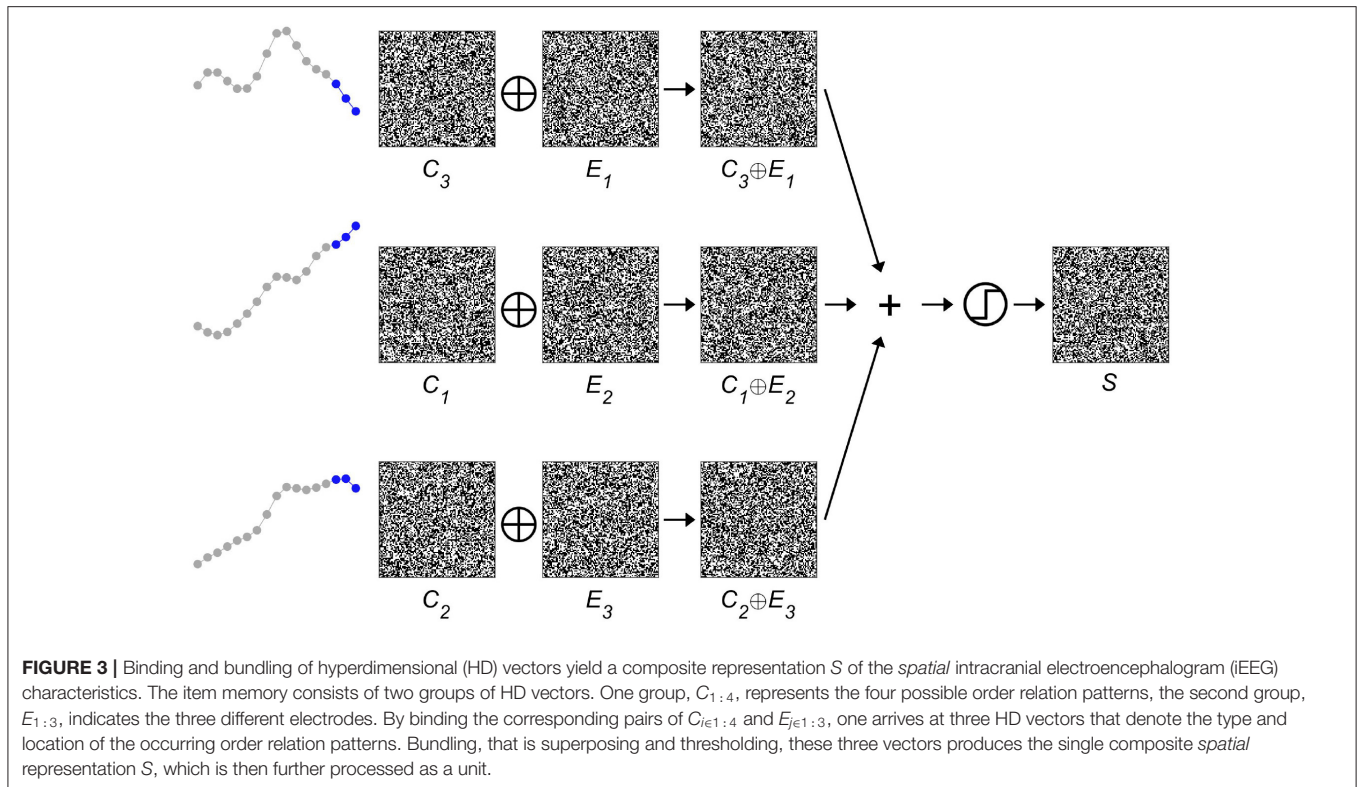 C3 ⊕ E1 → C3⊕E1
C1 ⊕ E2 → C1⊕E2 + S
C2 ⊕ E3 → C2⊕E3
FIGURE 3 | Binding and bundling of hyperdimensional (HD) vectors yield a composite representation S of the spatial intracranial electroencephalogram (iEEG)
characteristics. The item memory consists of two groups of HD vectors. One group, C1:4, represents the four possible order relation patterns, the second group,
E1:3, indicates the three different electrodes. By binding the corresponding pairs of Ci∈1:4 and Ej∈1:3, one arrives at three HD vectors that denote the type and
location of the occurring order relation patterns. Bundling, that is superposing and thresholding, these three vectors produces the single composite spatial
representation S, which is then further processed as a unit.